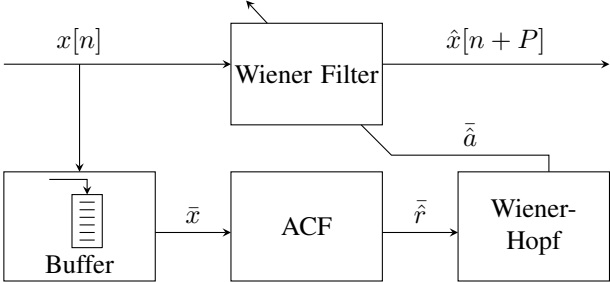 x[n]
x̂[n + P]
Wiener Filter
â̄
Buffer
x̄
ACF
r̂̄
Wiener-
Hopf